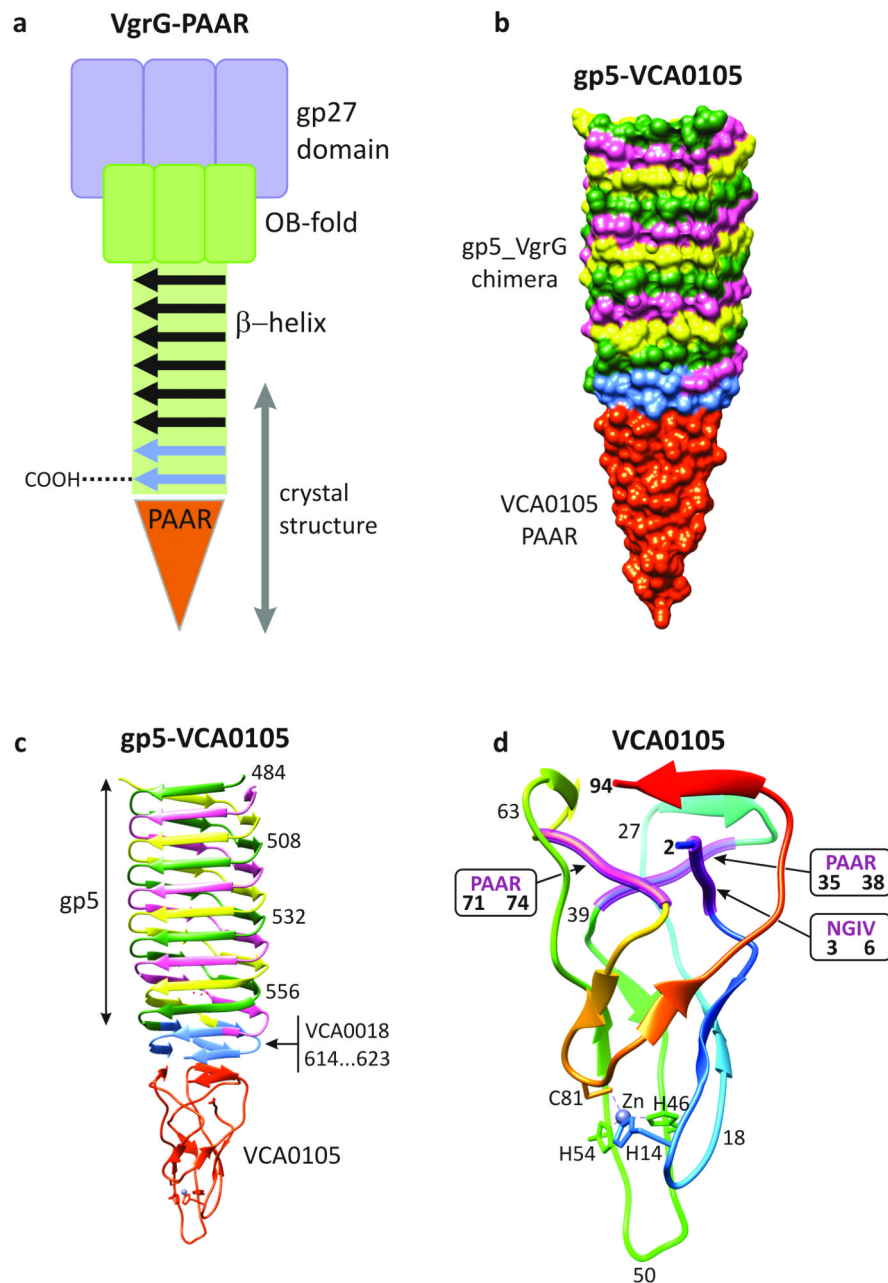 a
VgrG-PAAR
gp27
domain
OB-fold
β–helix
COOH
crystal
structure
PAAR
b
gp5-VCA0105
gp5_VgrG
chimera
VCA0105
PAAR
c
gp5-VCA0105
484
508
gp5
532
556
VCA0018
614...623
VCA0105
d
VCA0105
94
63
27
2
PAAR
35 38
PAAR
71 74
39
NGIV
3 6
C81
Zn
H46
H54
H14
18
50